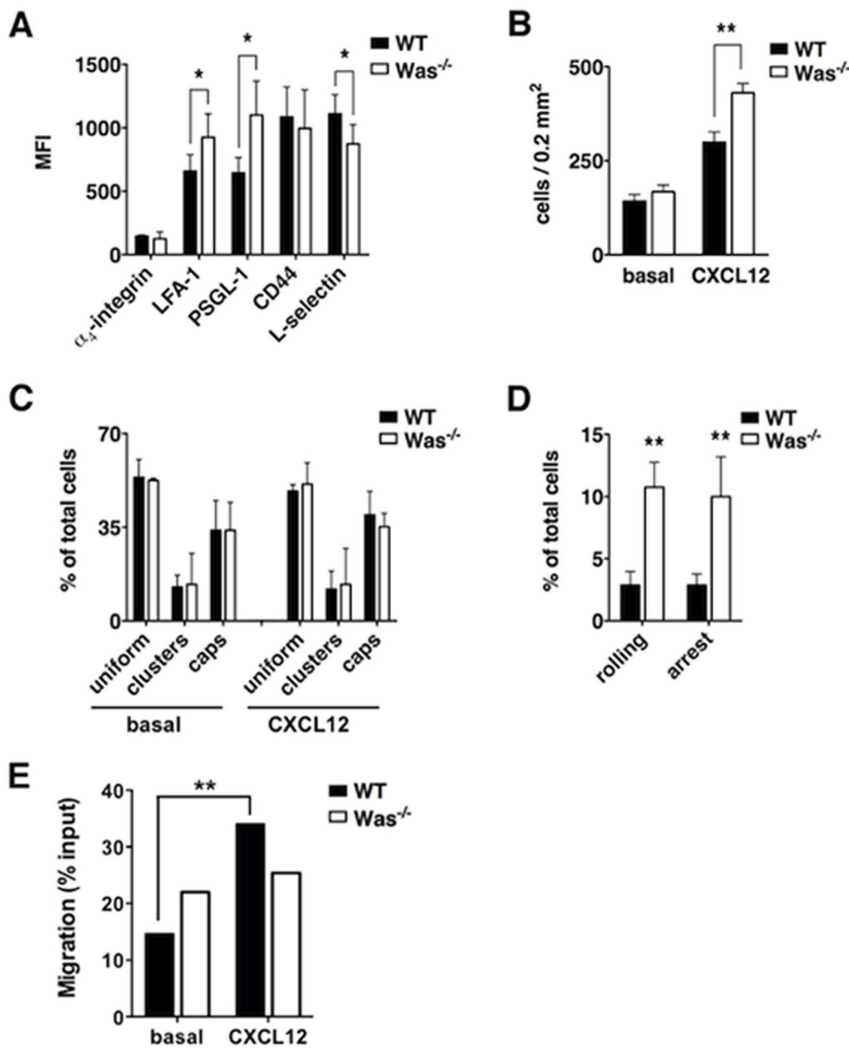 A
WT
Was-/-
*
*
*
1500
1000
500
0
MFI
α4-integrin
LFA-1
PSGL-1
CD44
L-selectin
B
WT
Was-/-
**
500
250
0
cells / 0.2 mm2
basal
CXCL12
C
WT
Was-/-
70
35
0
% of total cells
uniform
clusters
caps
uniform
clusters
caps
basal
CXCL12
D
WT
Was-/-
**
**
15
10
5
0
% of total cells
rolling
arrest
E
WT
Was-/-
**
40
30
20
10
0
Migration (% input)
basal
CXCL12